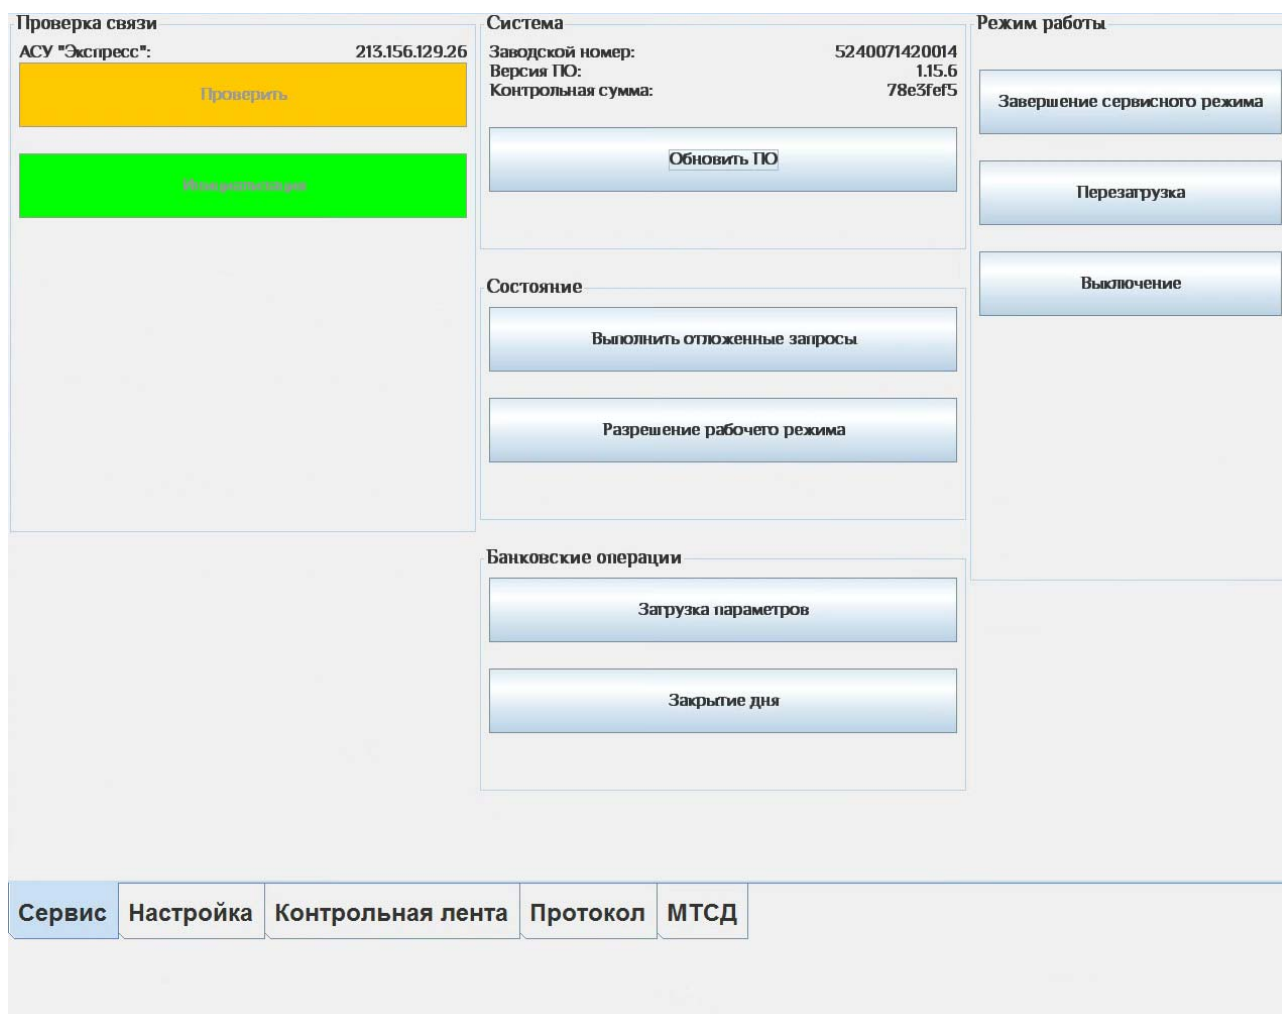 Проверка связи
АСУ "Экспресс": 213.156.129.26
Проверить
Инициализация
Система
Заводской номер: 5240071420014
Версия ПО: 1.15.6
Контрольная сумма: 78e3fef5
Обновить ПО
Состояние
Выполнить отложенные запросы
Разрешение рабочего режима
Банковские операции
Загрузка параметров
Закрытие дня
Режим работы
Завершение сервисного режима
Перезагрузка
Выключение
Сервис Настройка Контрольная лента Протокол МТСД